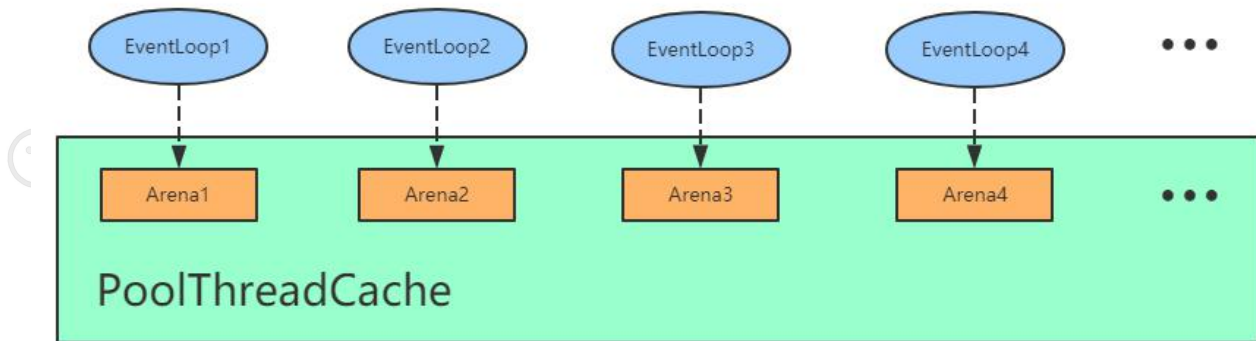 EventLoop1 EventLoop2 EventLoop3 EventLoop4 •••
Arena1 Arena2 Arena3 Arena4 •••
PoolThreadCache